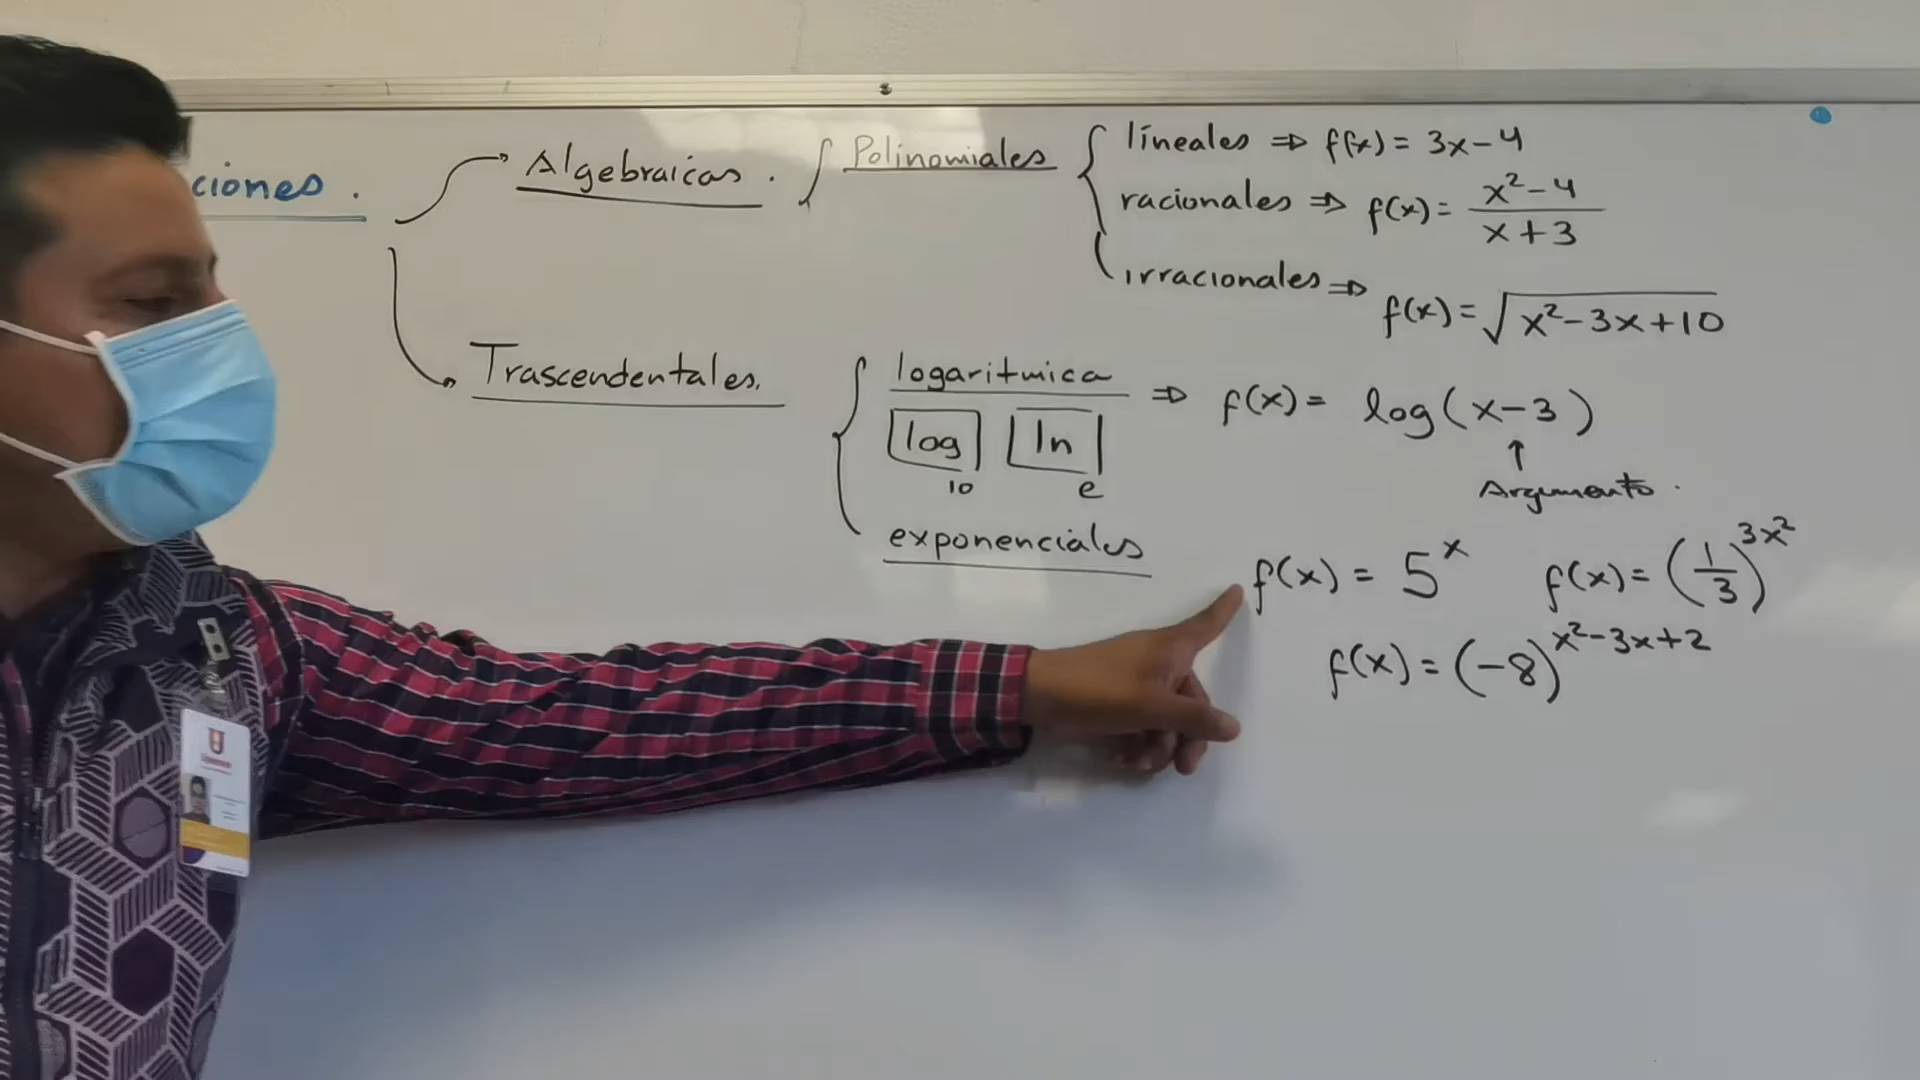 ciones.
Algebraicas.
Polinomiales
líneales ⇒ f(x) = 3x-4
racionales ⇒ f(x) = (x²-4)/(x+3)
irracionales ⇒ f(x) = √(x²-3x+10)
Trascendentales.
logaritmica ⇒ f(x) = log(x-3)
log 10 ln e
↑
Argumento.
exponenciales
f(x) = 5^x f(x) = (1/3)^3x²
f(x) = (-8)^x²-3x+2